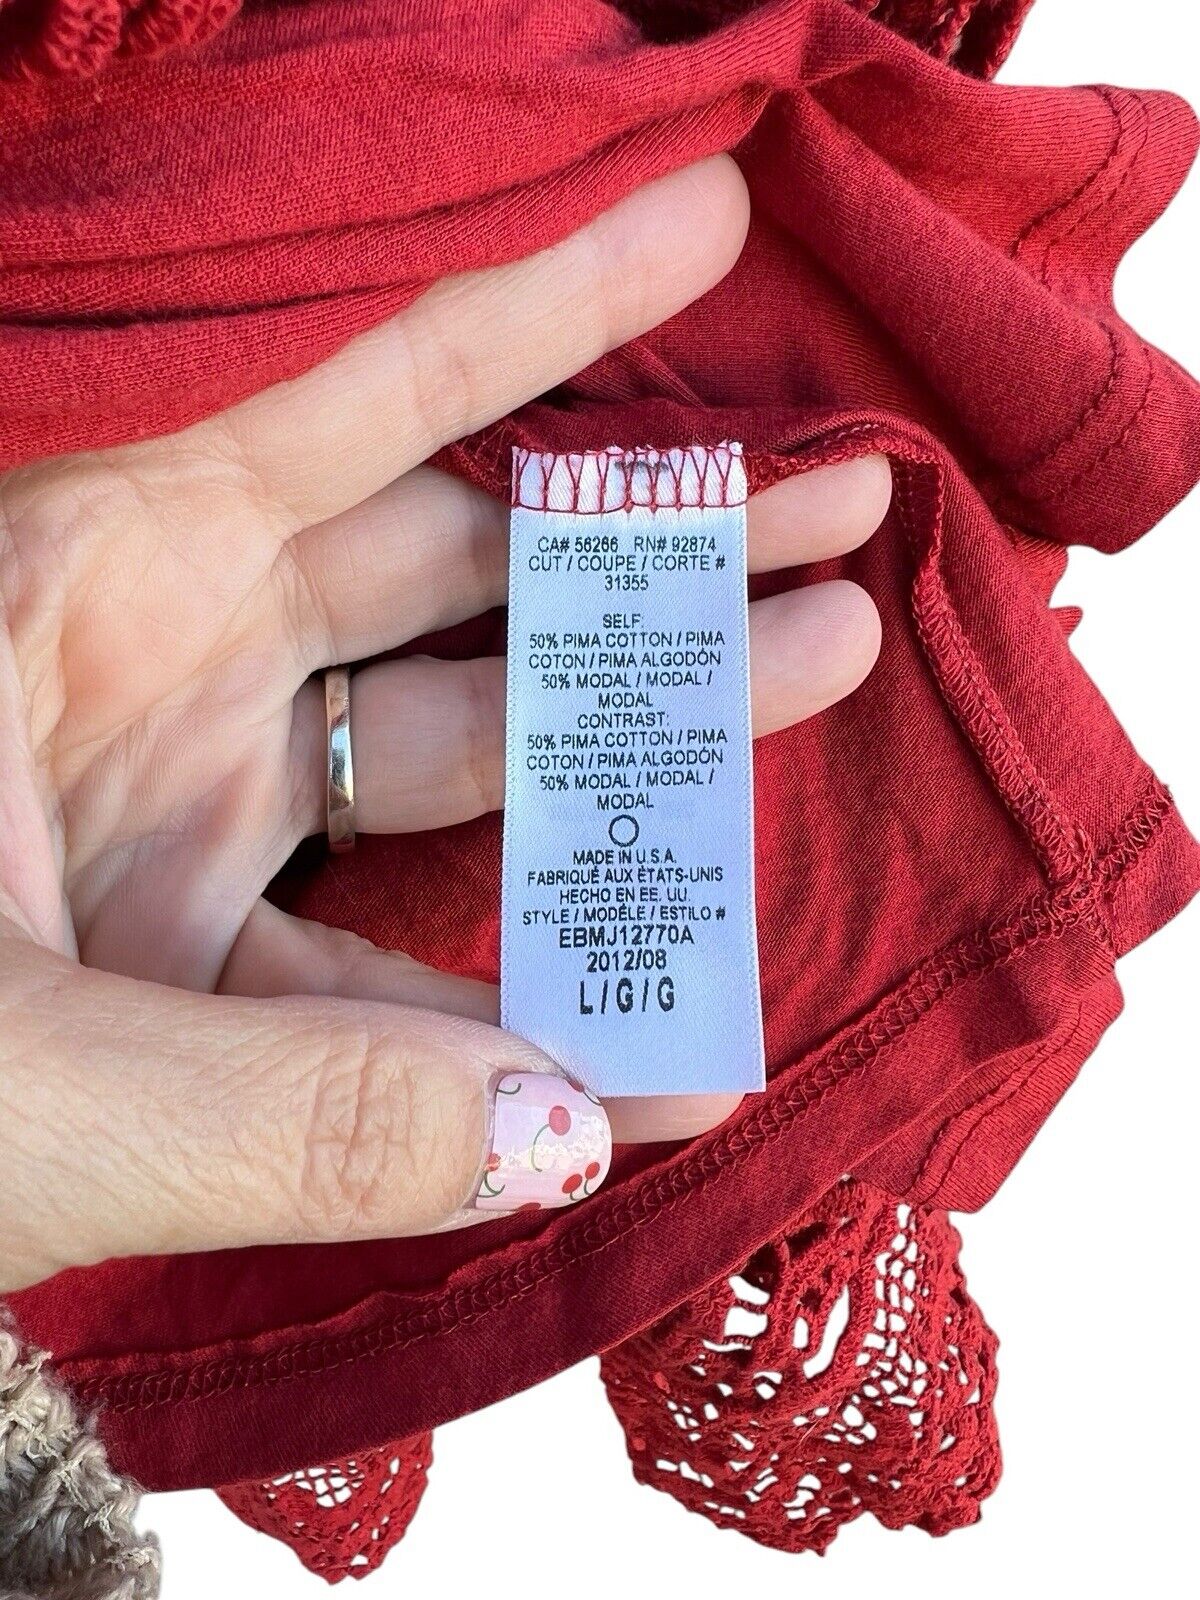 CA# 56266 RN# 92874
CUT / COUPE / CORTE #
31355
SELF:
50% PIMA COTTON / PIMA
COTON / PIMA ALGODÓN
50% MODAL / MODAL /
MODAL
CONTRAST:
50% PIMA COTTON / PIMA
COTON / PIMA ALGODÓN
50% MODAL / MODAL /
MODAL
MADE IN U.S.A.
FABRIQUÉ AUX ÉTATS-UNIS
HECHO EN EE. UU.
STYLE / MODÈLE / ESTILO #
EBMJ12770A
2012/08
L / G / G